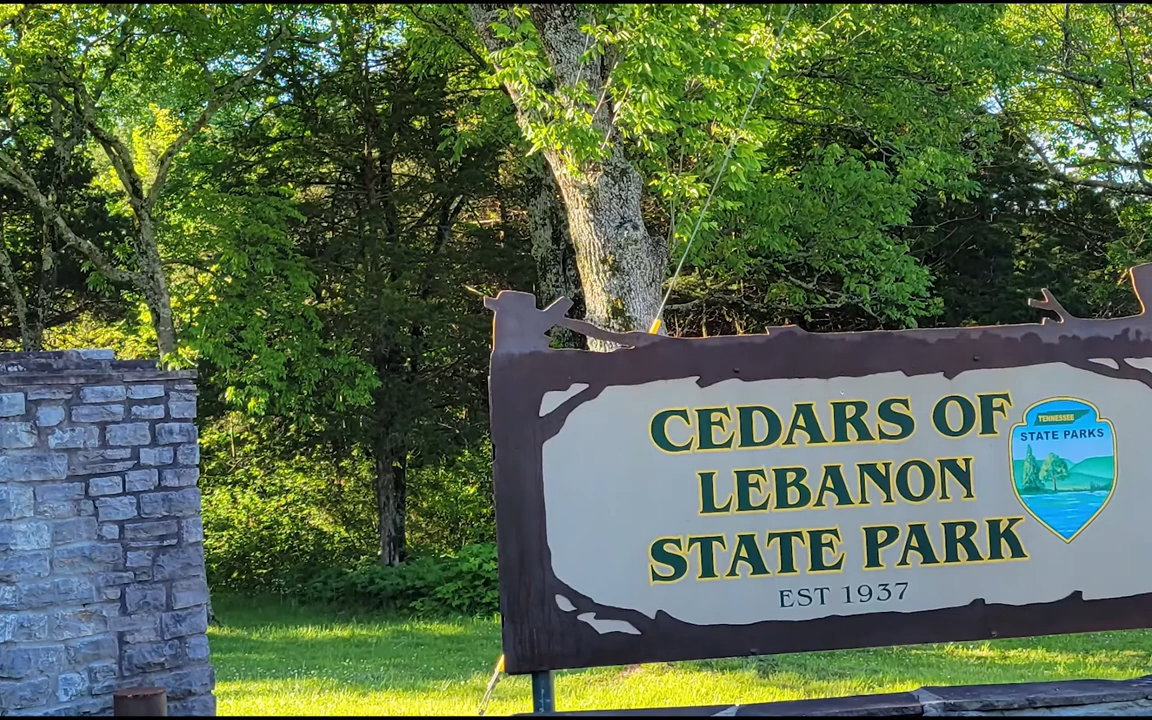 CEDARS OF
LEBANON
STATE PARK
EST 1937
TENNESSEE
STATE PARKS